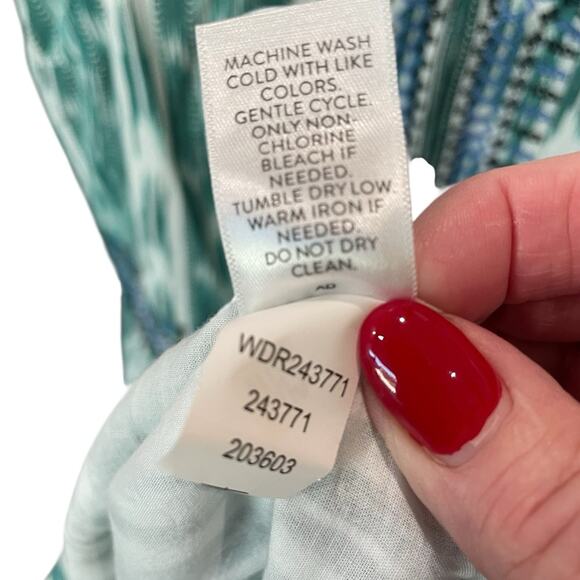 MACHINE WASH
COLD WITH LIKE
COLORS.
GENTLE CYCLE.
ONLY NON-
CHLORINE
BLEACH IF
NEEDED.
TUMBLE DRY LOW.
WARM IRON IF
NEEDED.
DO NOT DRY
CLEAN.
AD
WDR243771
243771
203603